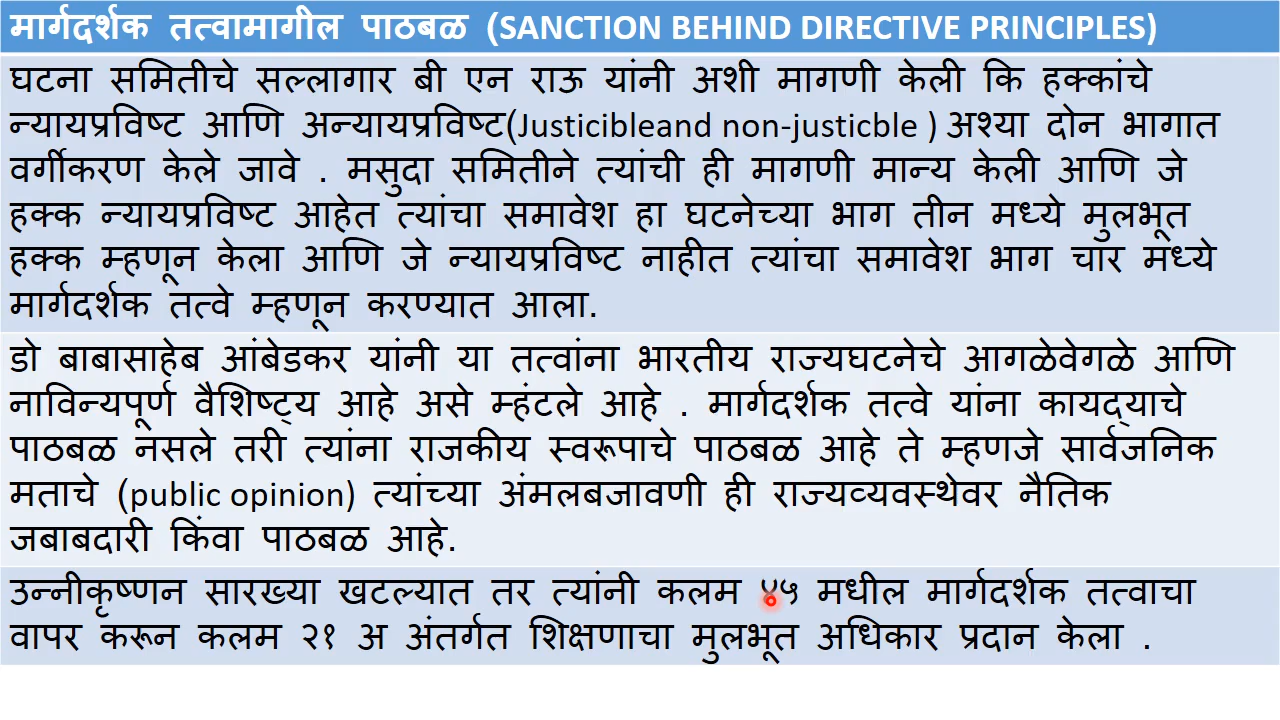 मार्गदर्शक तत्वामागील पाठबळ (SANCTION BEHIND DIRECTIVE PRINCIPLES)
घटना समितीचे सल्लागार बी एन राऊ यांनी अशी मागणी केली कि हक्कांचे
न्यायप्रविष्ट आणि अन्यायप्रविष्ट(Justicibleand non-justicble ) अश्या दोन भागात
वर्गीकरण केले जावे . मसुदा समितीने त्यांची ही मागणी मान्य केली आणि जे
हक्क न्यायप्रविष्ट आहेत त्यांचा समावेश हा घटनेच्या भाग तीन मध्ये मुलभूत
हक्क म्हणून केला आणि जे न्यायप्रविष्ट नाहीत त्यांचा समावेश भाग चार मध्ये
मार्गदर्शक तत्वे म्हणून करण्यात आला.
डो बाबासाहेब आंबेडकर यांनी या तत्वांना भारतीय राज्यघटनेचे आगळेवेगळे आणि
नाविन्यपूर्ण वैशिष्ट्य आहे असे म्हंटले आहे . मार्गदर्शक तत्वे यांना कायद्याचे
पाठबळ नसले तरी त्यांना राजकीय स्वरूपाचे पाठबळ आहे ते म्हणजे सार्वजनिक
मताचे (public opinion) त्यांच्या अंमलबजावणी ही राज्यव्यवस्थेवर नैतिक
जबाबदारी किंवा पाठबळ आहे.
उन्नीकृष्णन सारख्या खटल्यात तर त्यांनी कलम ४५ मधील मार्गदर्शक तत्वाचा
वापर करून कलम २१ अ अंतर्गत शिक्षणाचा मुलभूत अधिकार प्रदान केला .